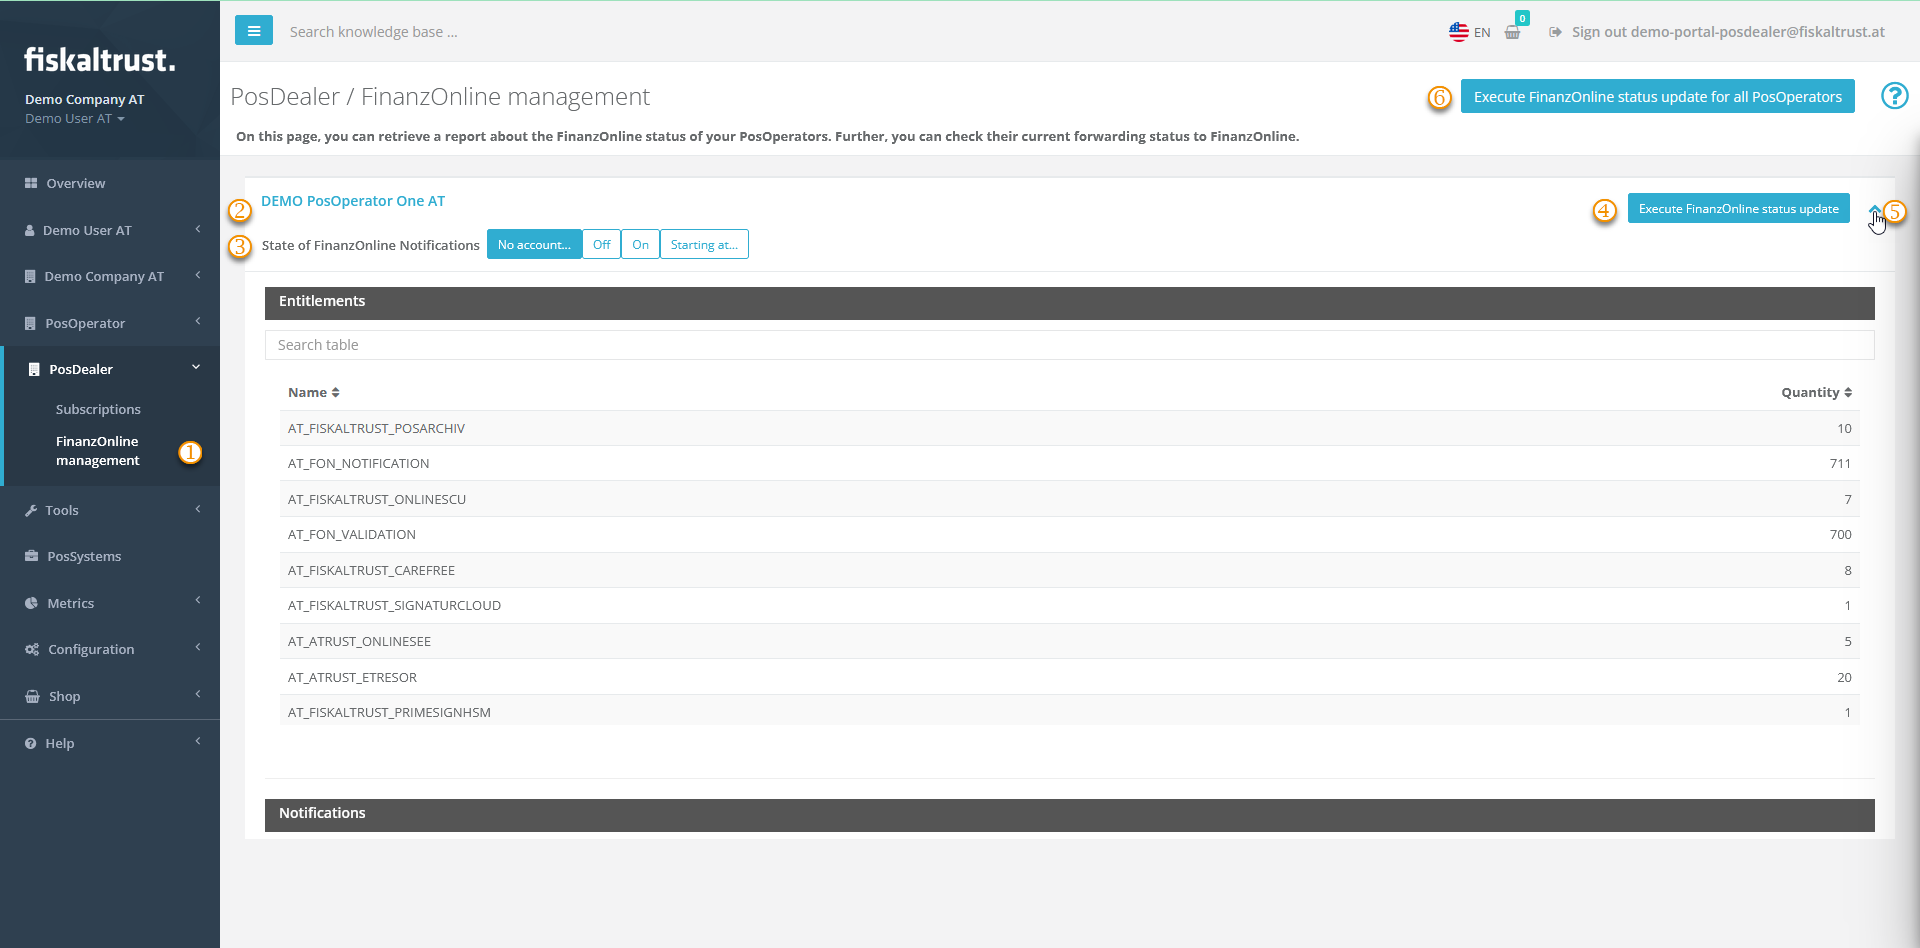 fiskaltrust.
Demo Company AT
Demo User AT
Overview
Demo User AT
Demo Company AT
PosOperator
PosDealer
Subscriptions
FinanzOnline
management
1
Tools
PosSystems
Metrics
Configuration
Shop
Help
Search knowledge base ...
EN
0
Sign out demo-portal-posdealer@fiskaltrust.at
PosDealer / FinanzOnline management
6
Execute FinanzOnline status update for all PosOperators
?
On this page, you can retrieve a report about the FinanzOnline status of your PosOperators. Further, you can check their current forwarding status to FinanzOnline.
2
DEMO PosOperator One AT
4
Execute FinanzOnline status update
5
3
State of FinanzOnline Notifications
No account...
Off
On
Starting at...
Entitlements
Search table
Name Quantity
AT_FISKALTRUST_POSARCHIV 10
AT_FON_NOTIFICATION 711
AT_FISKALTRUST_ONLINESCU 7
AT_FON_VALIDATION 700
AT_FISKALTRUST_CAREFREE 8
AT_FISKALTRUST_SIGNATURCLOUD 1
AT_ATRUST_ONLINESEE 5
AT_ATRUST_ETRESOR 20
AT_FISKALTRUST_PRIMESIGNHSM 1
Notifications